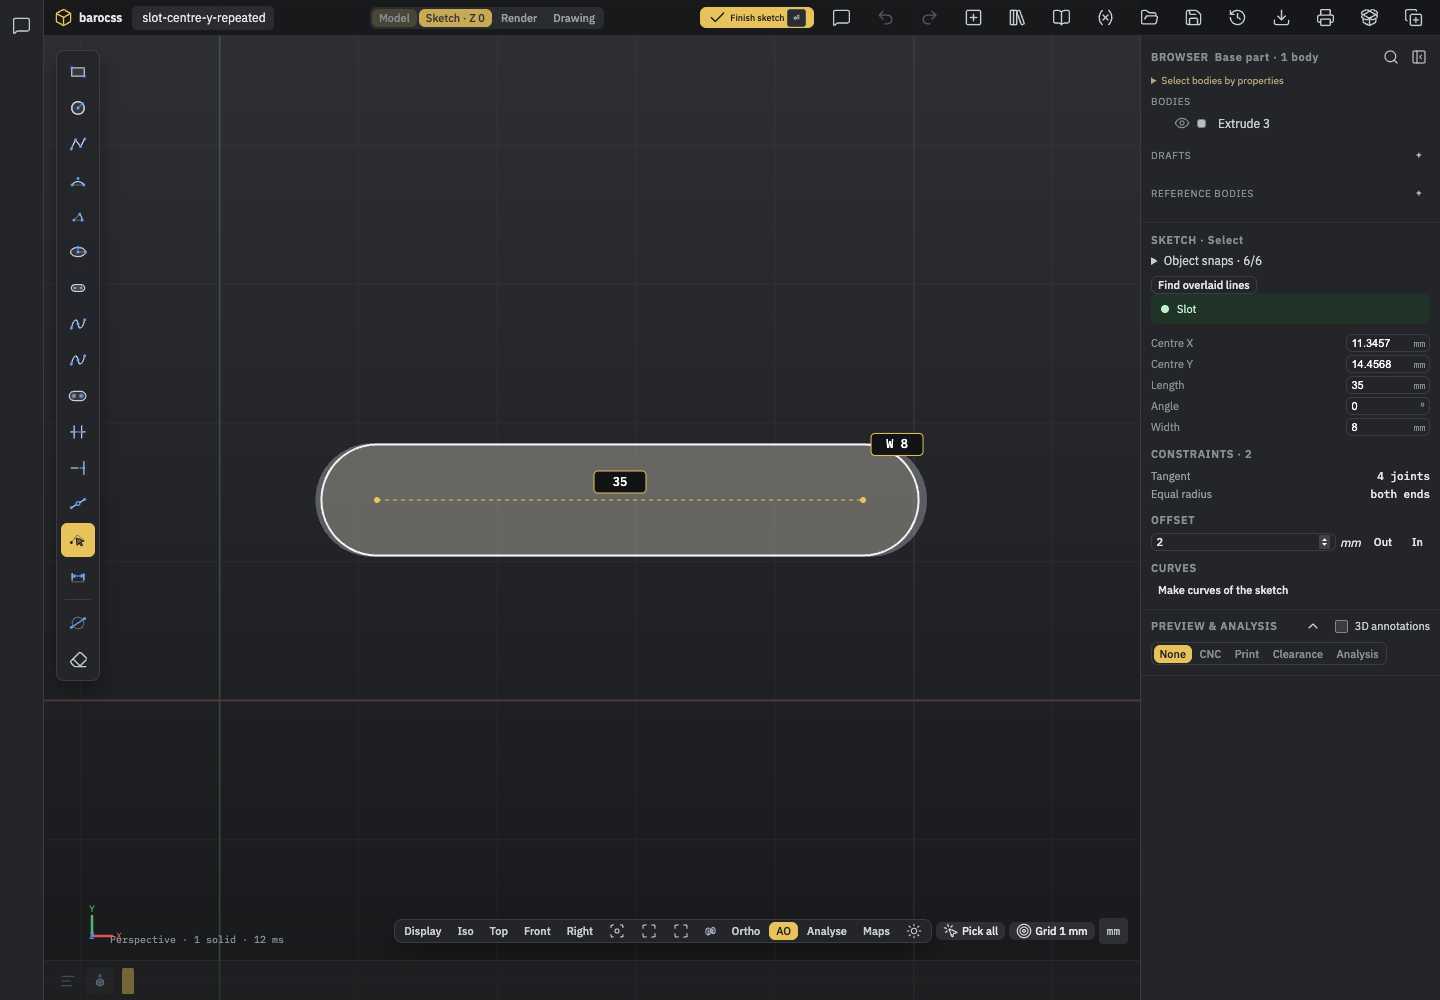 barocss
slot-centre-y-repeated
Model
Sketch · Z 0
Render
Drawing
Finish sketch
BROWSER Base part · 1 body
Select bodies by properties
BODIES
Extrude 3
DRAFTS
REFERENCE BODIES
SKETCH · Select
Object snaps · 6/6
Find overlaid lines
Slot
Centre X 11.3457 mm
Centre Y 14.4568 mm
Length 35 mm
Angle 0 °
Width 8 mm
CONSTRAINTS · 2
Tangent 4 joints
Equal radius both ends
OFFSET
2 mm Out In
CURVES
Make curves of the sketch
PREVIEW & ANALYSIS 3D annotations
None CNC Print Clearance Analysis
W 8
35
Y
X
Z
Perspective · 1 solid · 12 ms
Display Iso Top Front Right Ortho AO Analyse Maps Pick all Grid 1 mm mm